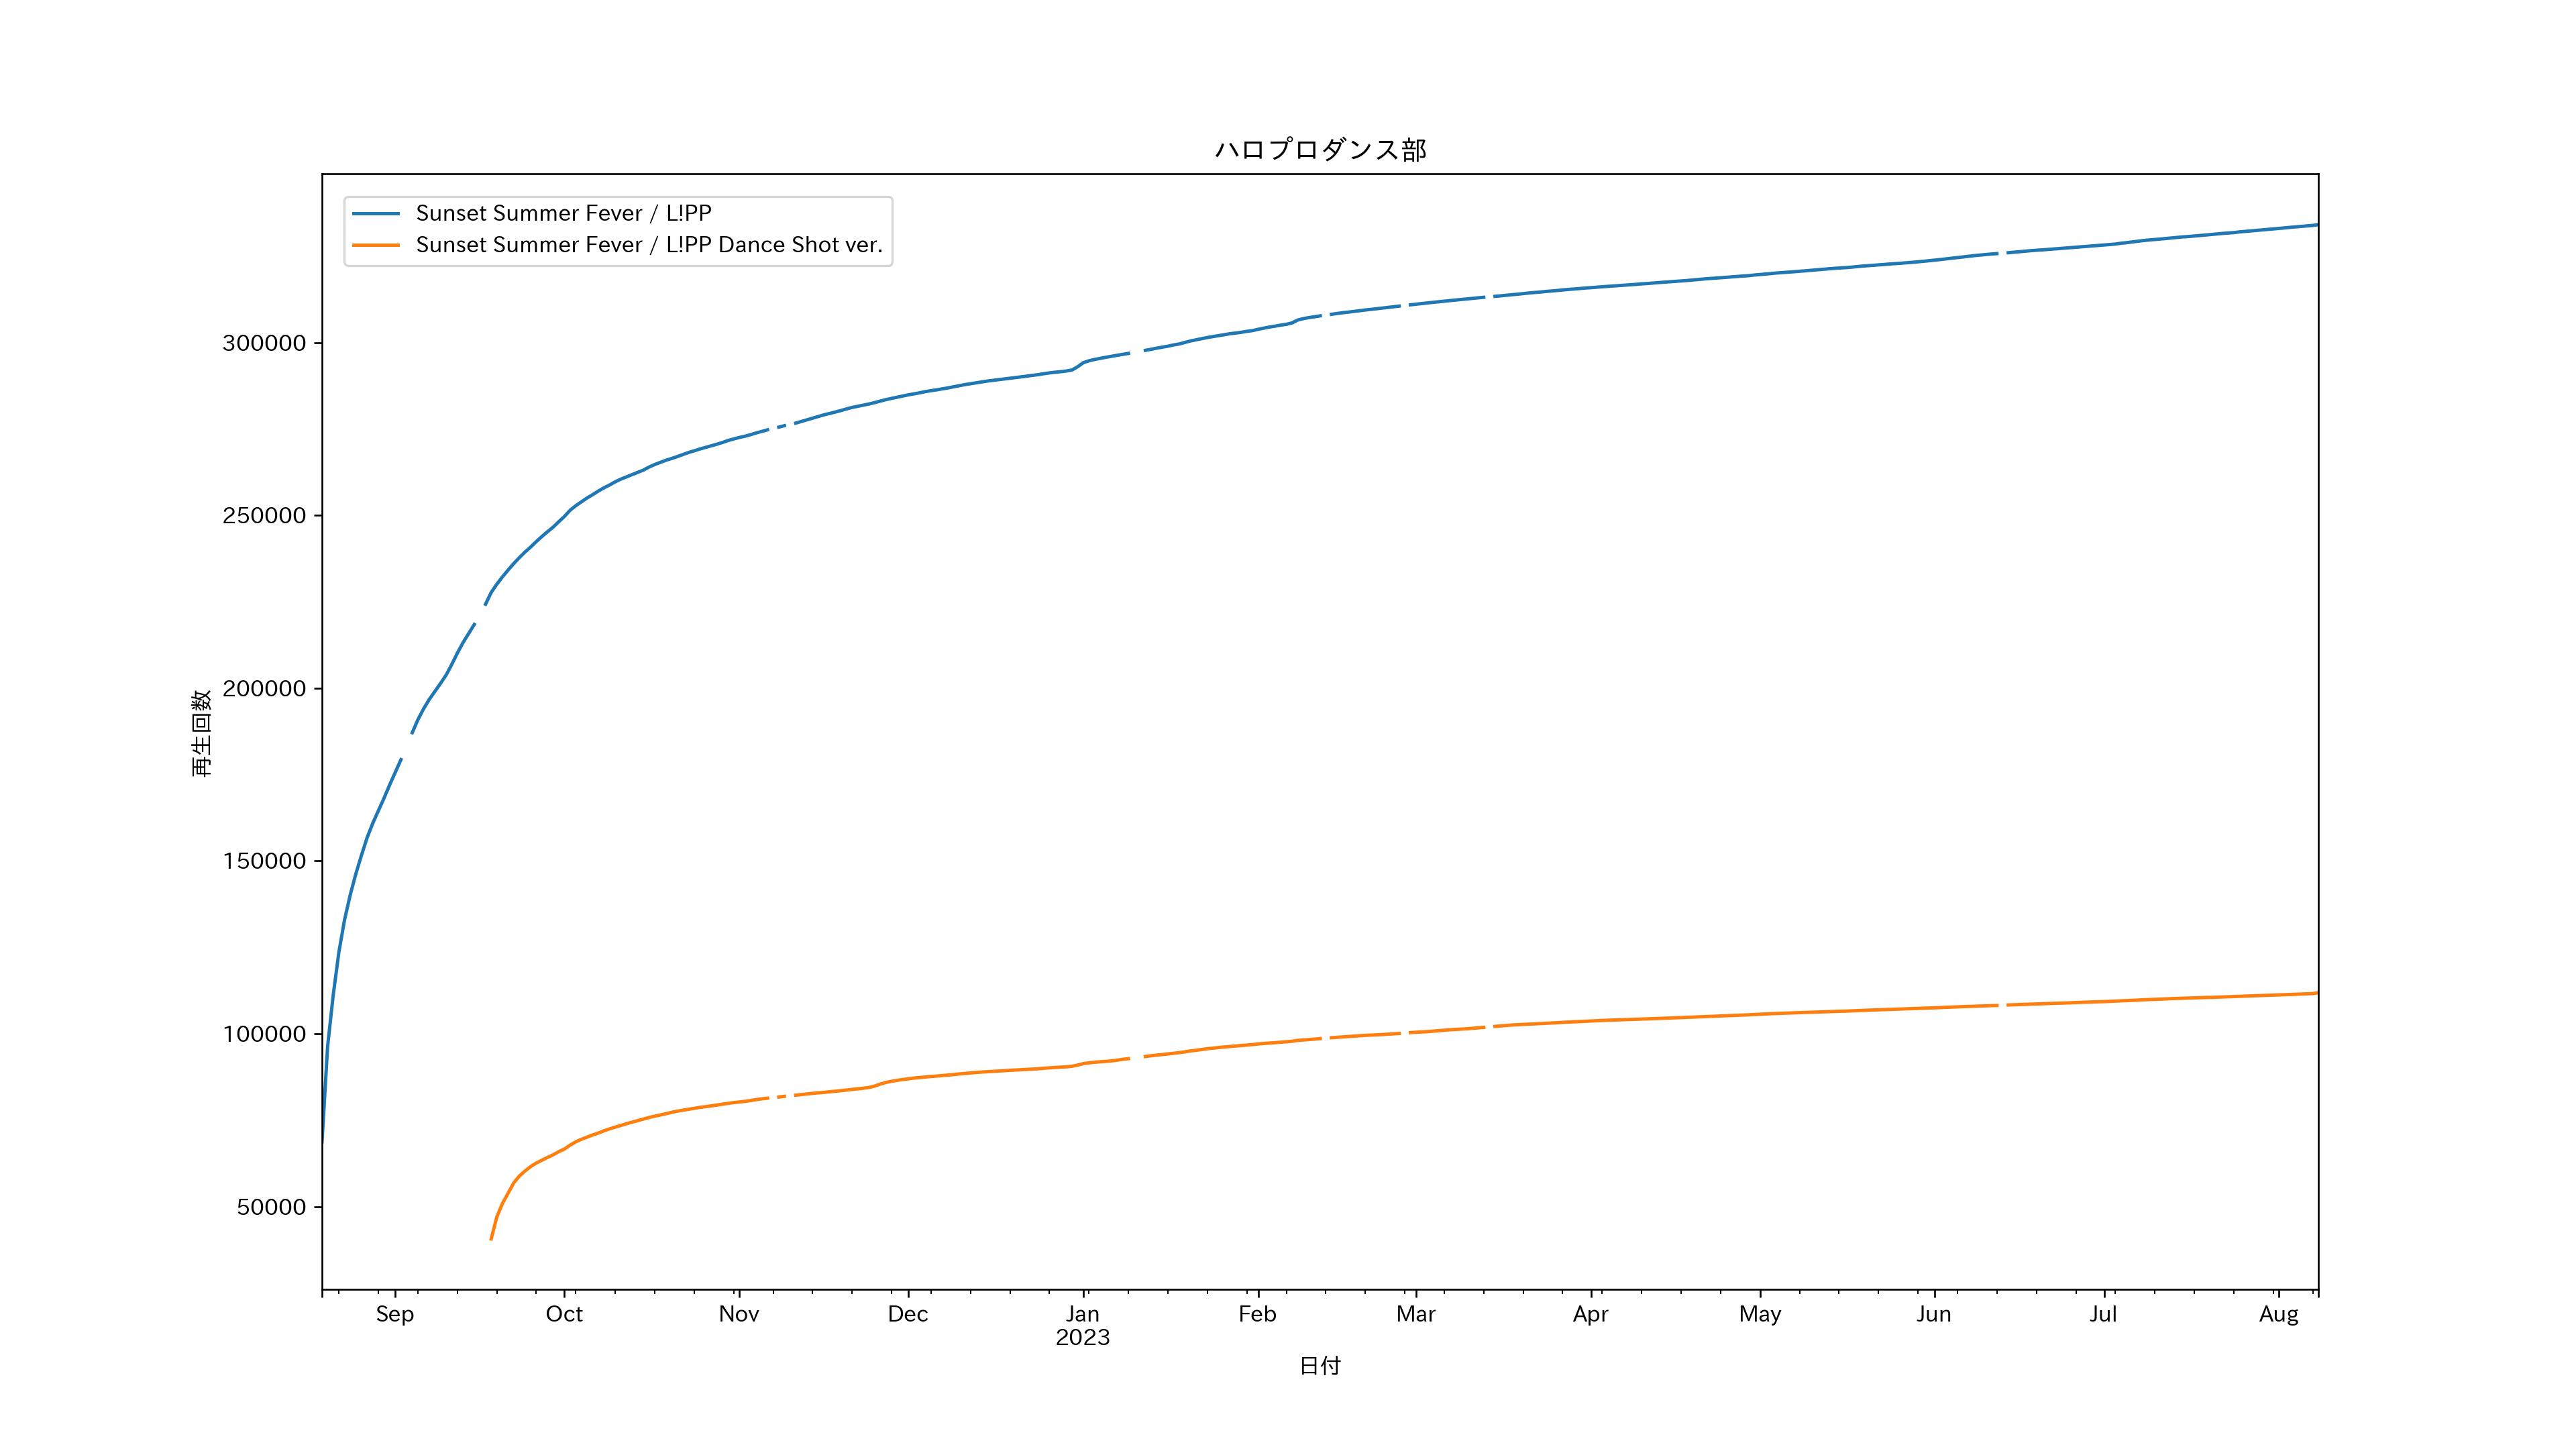 ハロプロダンス部
Sunset Summer Fever / L!PP
Sunset Summer Fever / L!PP Dance Shot ver.
再生回数
300000
250000
200000
150000
100000
50000
Sep Oct Nov Dec Jan Feb Mar Apr May Jun Jul Aug
2023
日付